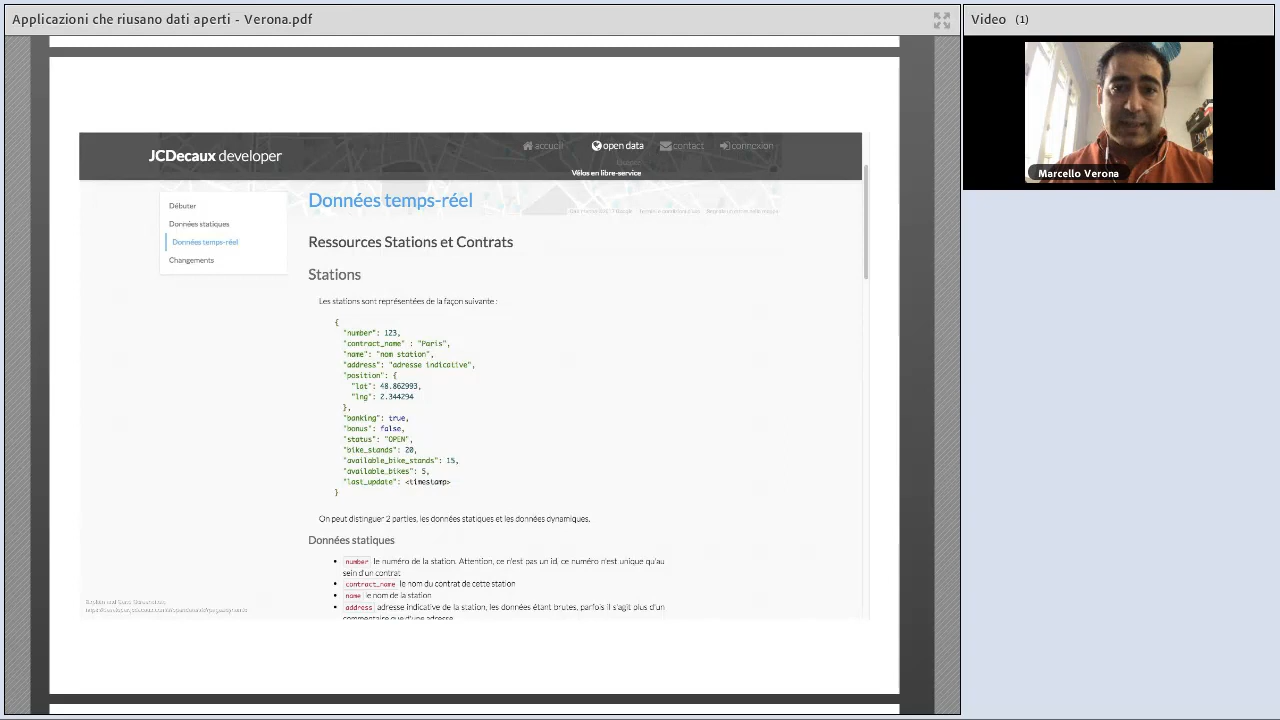 Applicazioni che riusano dati aperti - Verona.pdf
Video (1)
Marcello Verona
JCDecaux developer
accueil
open data
contact
connexion
Vélos en libre-service
Débuter
Données statiques
Données temps-réel
Changements
Données temps-réel
Ressources Stations et Contrats
Stations
Les stations sont représentées de la façon suivante :
{
"number": 123,
"contract_name" : "Paris",
"name": "nom station",
"address": "adresse indicative",
"position": {
"lat": 48.862993,
"lng": 2.344294
},
"banking": true,
"bonus": false,
"status": "OPEN",
"bike_stands": 20,
"available_bike_stands": 15,
"available_bikes": 5,
"last_update": <timestamp>
}
On peut distinguer 2 parties, les données statiques et les données dynamiques.
Données statiques
number le numéro de la station. Attention, ce n'est pas un id, ce numéro n'est unique qu'au
sein d'un contrat
contract_name le nom du contrat de cette station
name le nom de la station
address adresse indicative de la station, les données étant brutes, parfois il s'agit plus d'un
commentaire que d'une adresse.